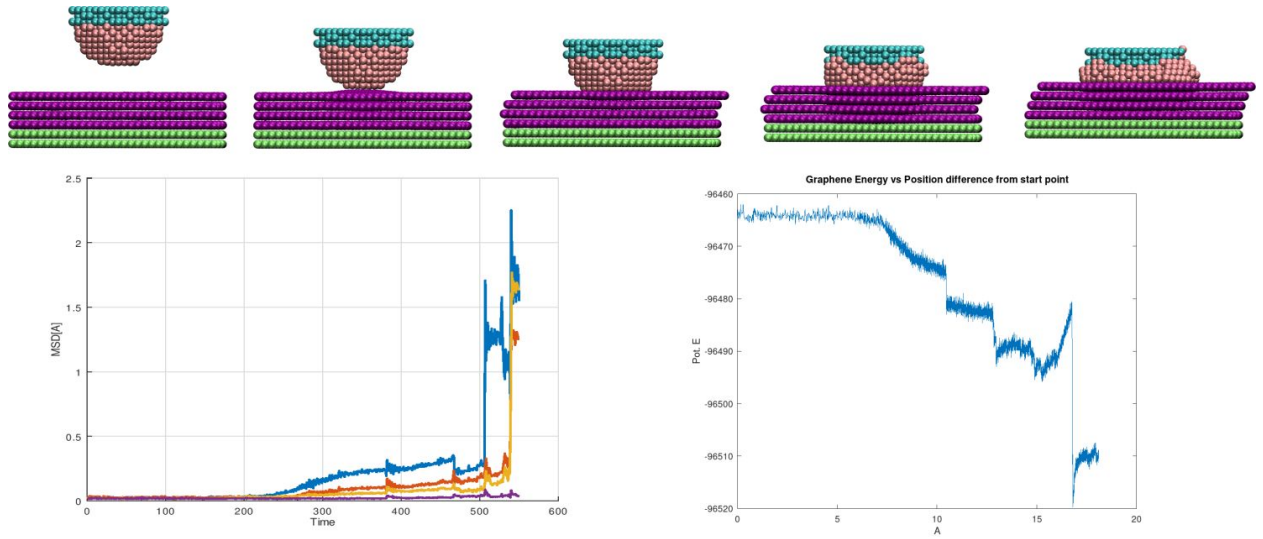 2.5
2
1.5
1
0.5
0
MSD[A]
0 100 200 300 400 500 600
Time
Graphene Energy vs Position difference from start point
-96460
-96470
-96480
-96490
-96500
-96510
-96520
Pot. E
0 5 10 15 20
A